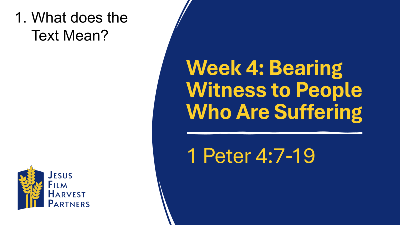 1. What does the
Text Mean?
Week 4: Bearing
Witness to People
Who Are Suffering
1 Peter 4:7-19
JESUS
FILM
HARVEST
PARTNERS